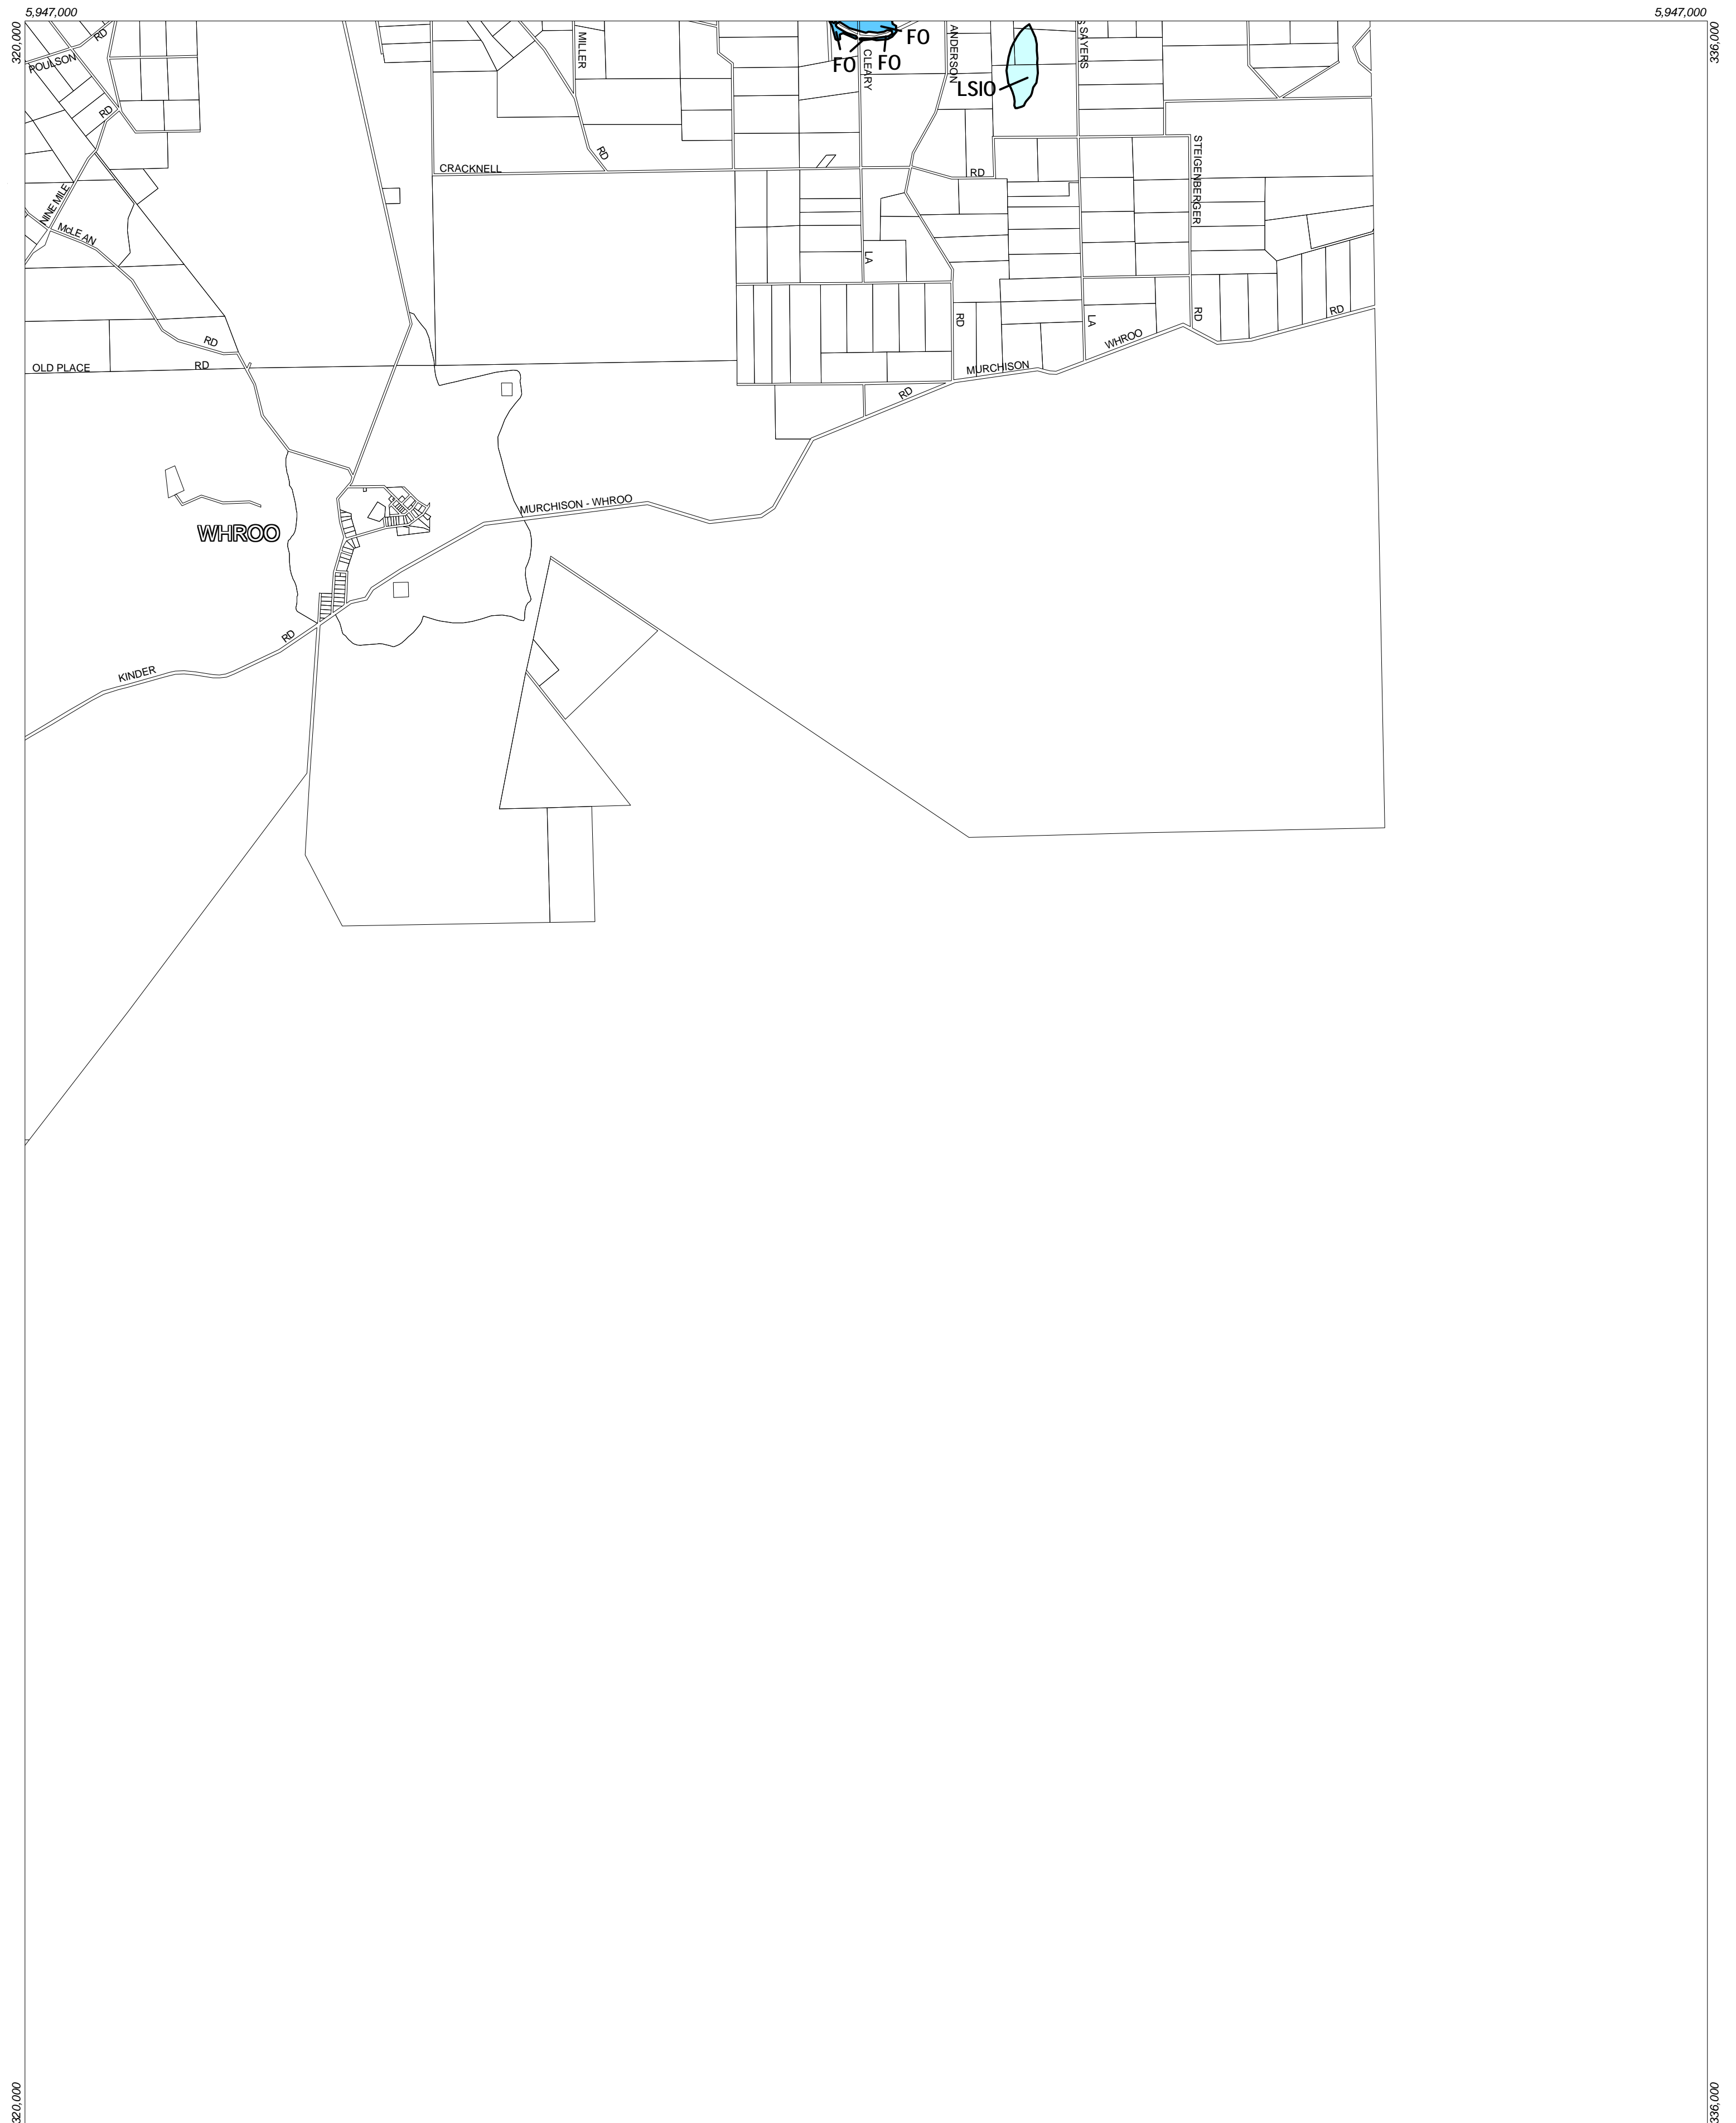 5,947,000
5,947,000
320,000
336,000
RD
POULSON
RD
MILLER
FO
FO
FO
CLEARY
ANDERSON
SAYERS
LSIO
CRACKNELL
RD
RD
STEIGENBERGER
NINE MILE
McLEAN
LA
RD
OLD PLACE
RD
RD
LA
RD
RD
WHROO
MURCHISON
RD
MURCHISON - WHROO
WHROO
RD
KINDER
320,000
336,000